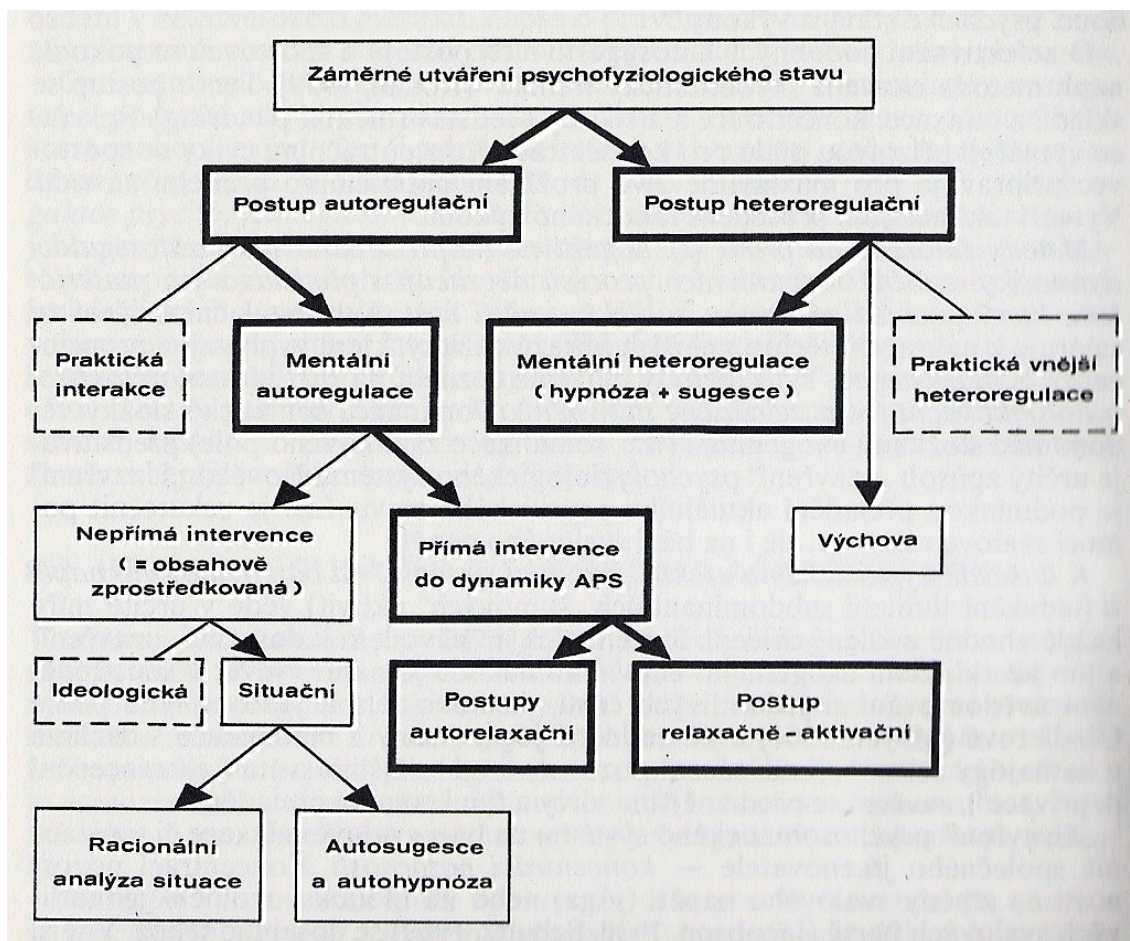 Záměrné utváření psychofyziologického stavu
Postup autoregulační
Postup heteroregulační
Praktická
interakce
Mentální
autoregulace
Mentální heteroregulace
(hypnóza + sugesce)
Praktická vnější
heteroregulace
Nepřímá intervence
(= obsahově
zprostředkovaná)
Přímá intervence
do dynamiky APS
Výchova
Ideologická
Situační
Postupy
autorelaxační
Postup
relaxačně – aktivační
Racionální
analýza situace
Autosugesce
a autohypnóza